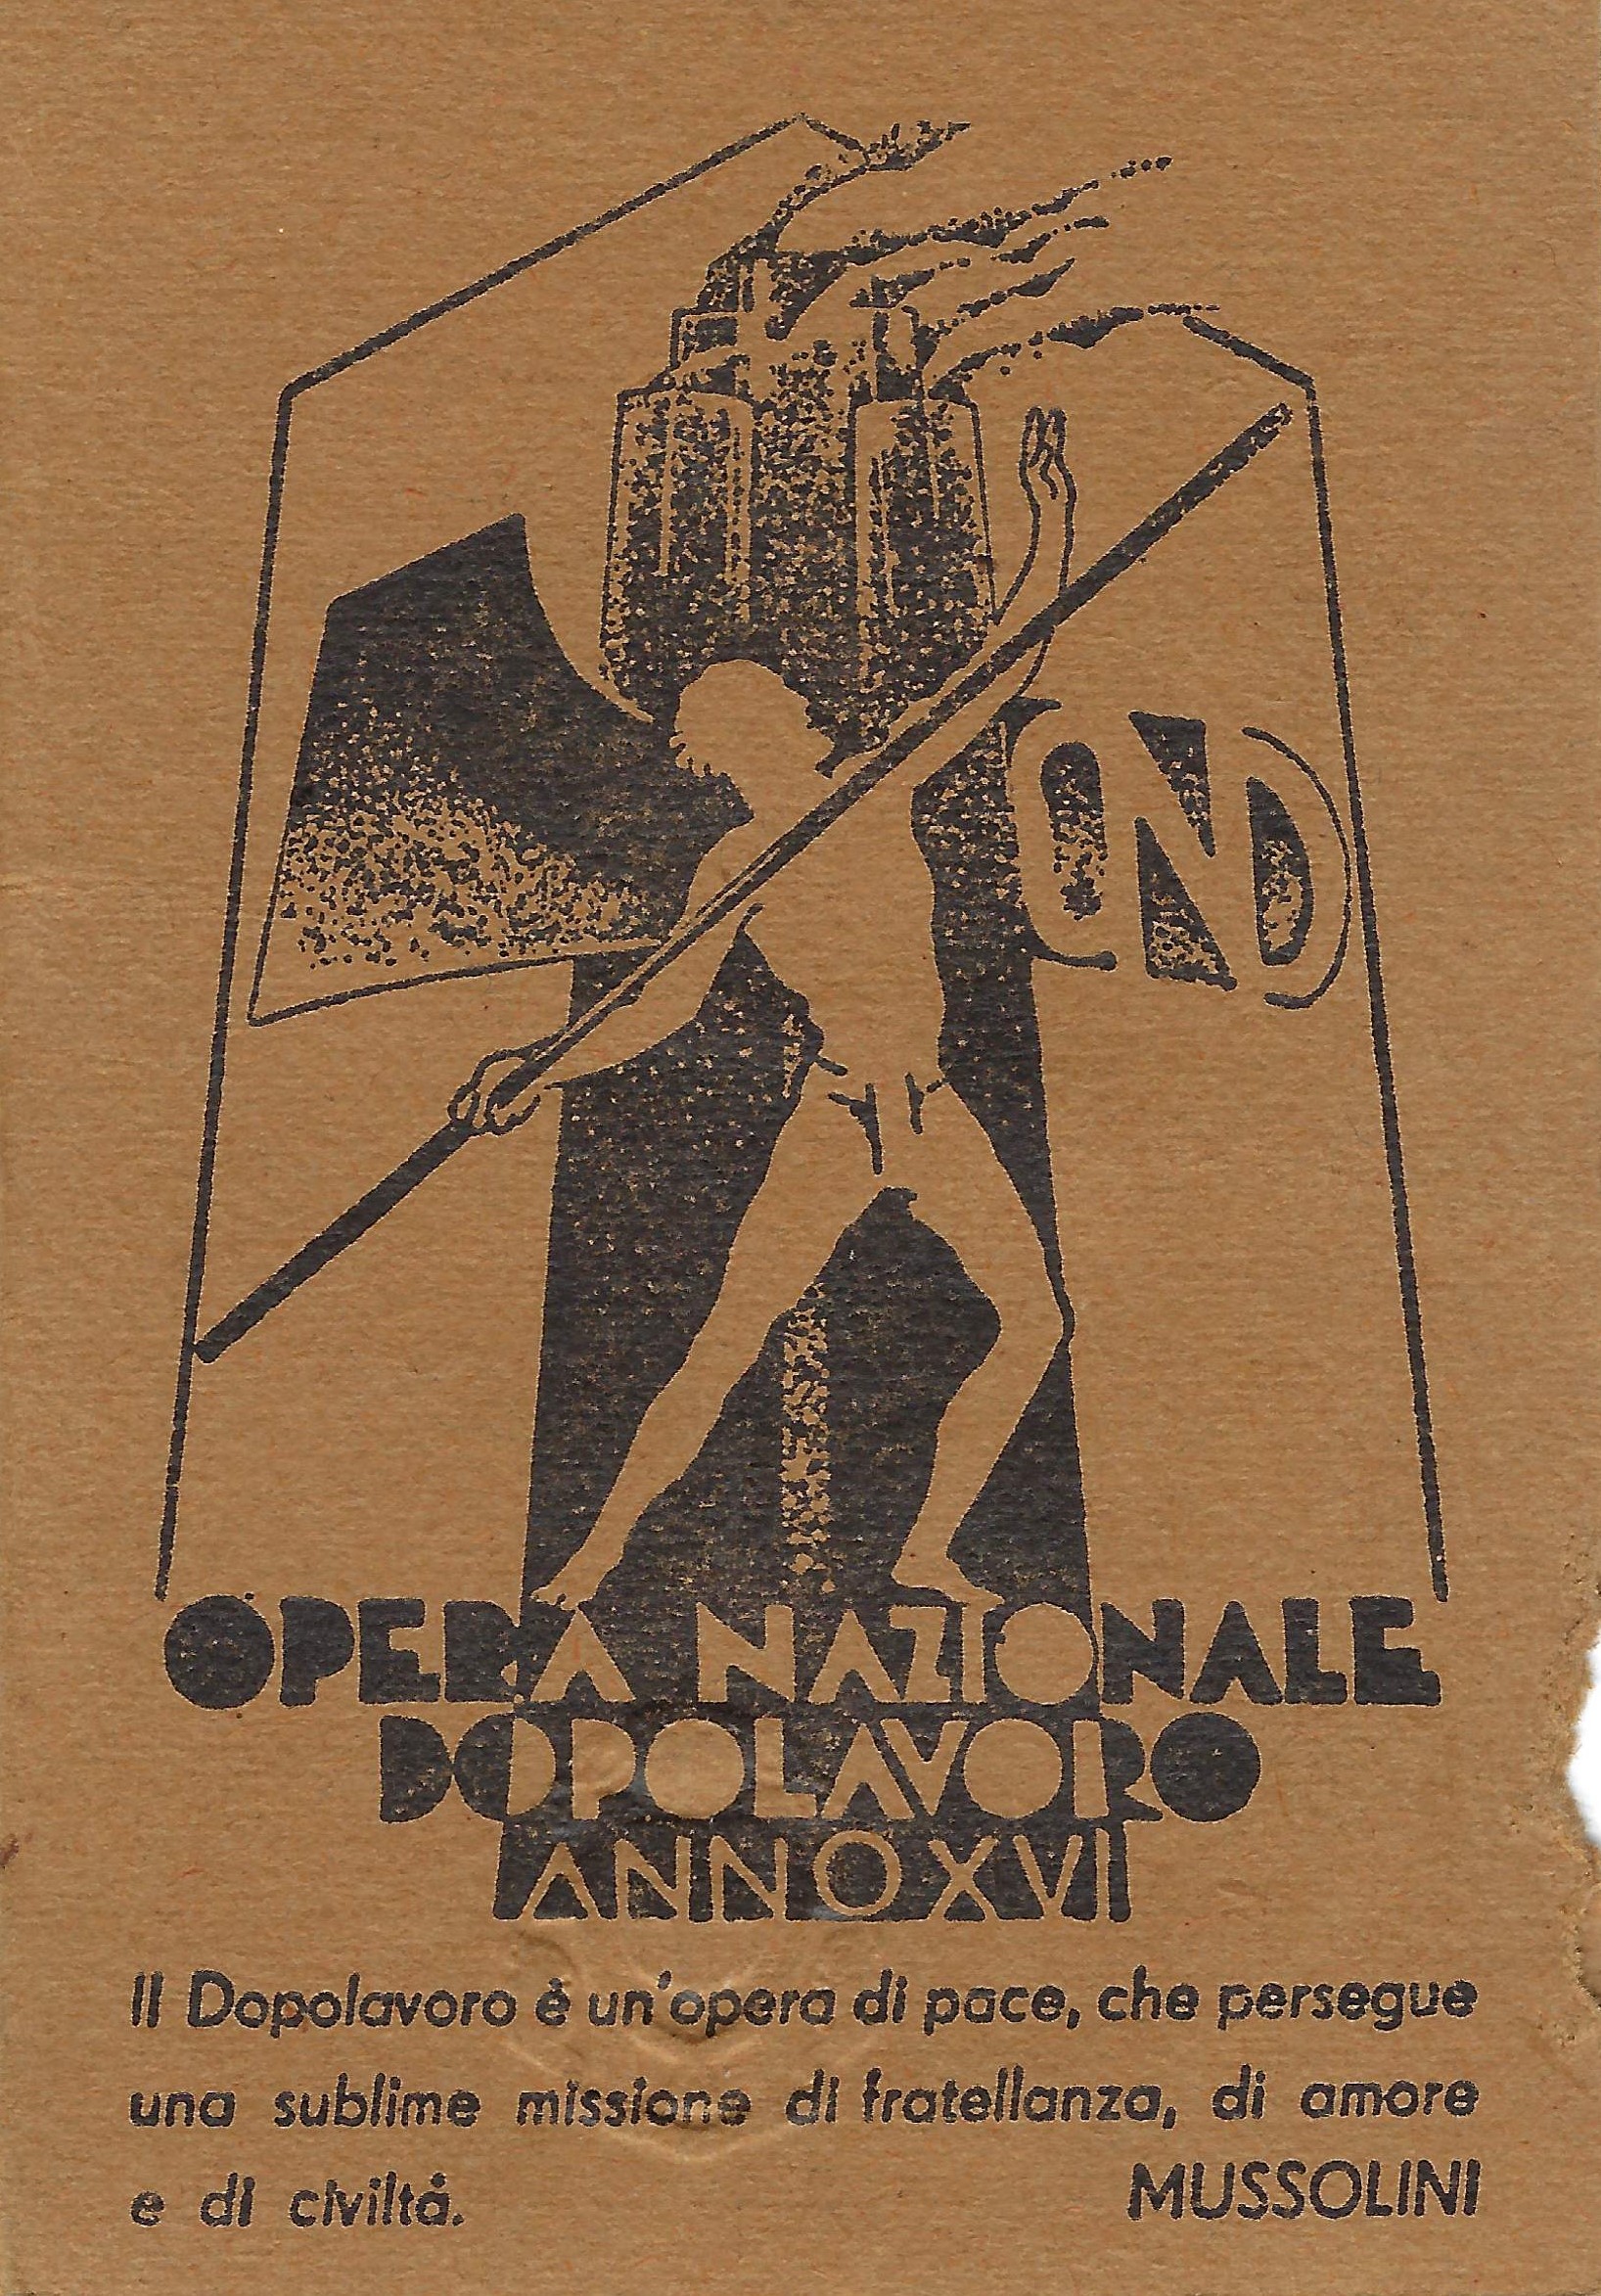 OND
OPERA NAZIONALE
DOPOLAVORO
ANNO XVI
Il Dopolavoro è un'opera di pace, che persegue
una sublime missione di fratellanza, di amore
e di civiltá.
MUSSOLINI